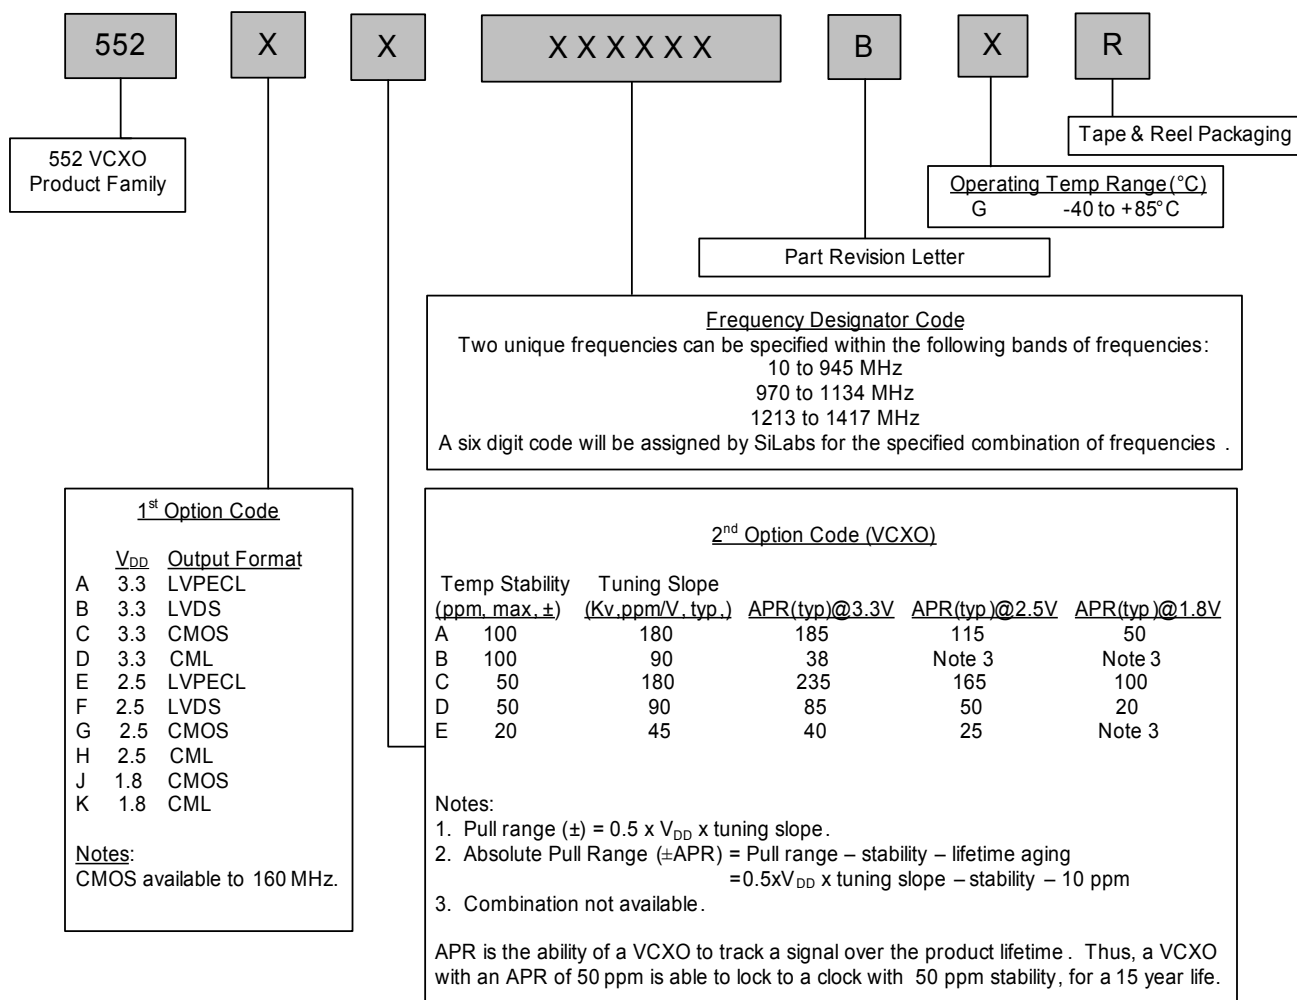 552 X X X X X X X X B X R
552 VCXO
Product Family
Tape & Reel Packaging
Operating Temp Range(°C)
G -40 to +85°C
Part Revision Letter
Frequency Designator Code
Two unique frequencies can be specified within the following bands of frequencies:
10 to 945 MHz
970 to 1134 MHz
1213 to 1417 MHz
A six digit code will be assigned by SiLabs for the specified combination of frequencies .
1st Option Code
VDD Output Format
A 3.3 LVPECL
B 3.3 LVDS
C 3.3 CMOS
D 3.3 CML
E 2.5 LVPECL
F 2.5 LVDS
G 2.5 CMOS
H 2.5 CML
J 1.8 CMOS
K 1.8 CML
Notes:
CMOS available to 160 MHz.
2nd Option Code (VCXO)
Temp Stability Tuning Slope
(ppm, max, ±) (Kv,ppm/V, typ,) APR(typ)@3.3V APR(typ)@2.5V APR(typ)@1.8V
A 100 180 185 115 50
B 100 90 38 Note 3 Note 3
C 50 180 235 165 100
D 50 90 85 50 20
E 20 45 40 25 Note 3
Notes:
1. Pull range (±) = 0.5 x VDD x tuning slope.
2. Absolute Pull Range (±APR) = Pull range – stability – lifetime aging
=0.5xVDD x tuning slope – stability – 10 ppm
3. Combination not available.
APR is the ability of a VCXO to track a signal over the product lifetime . Thus, a VCXO
with an APR of 50 ppm is able to lock to a clock with 50 ppm stability, for a 15 year life.